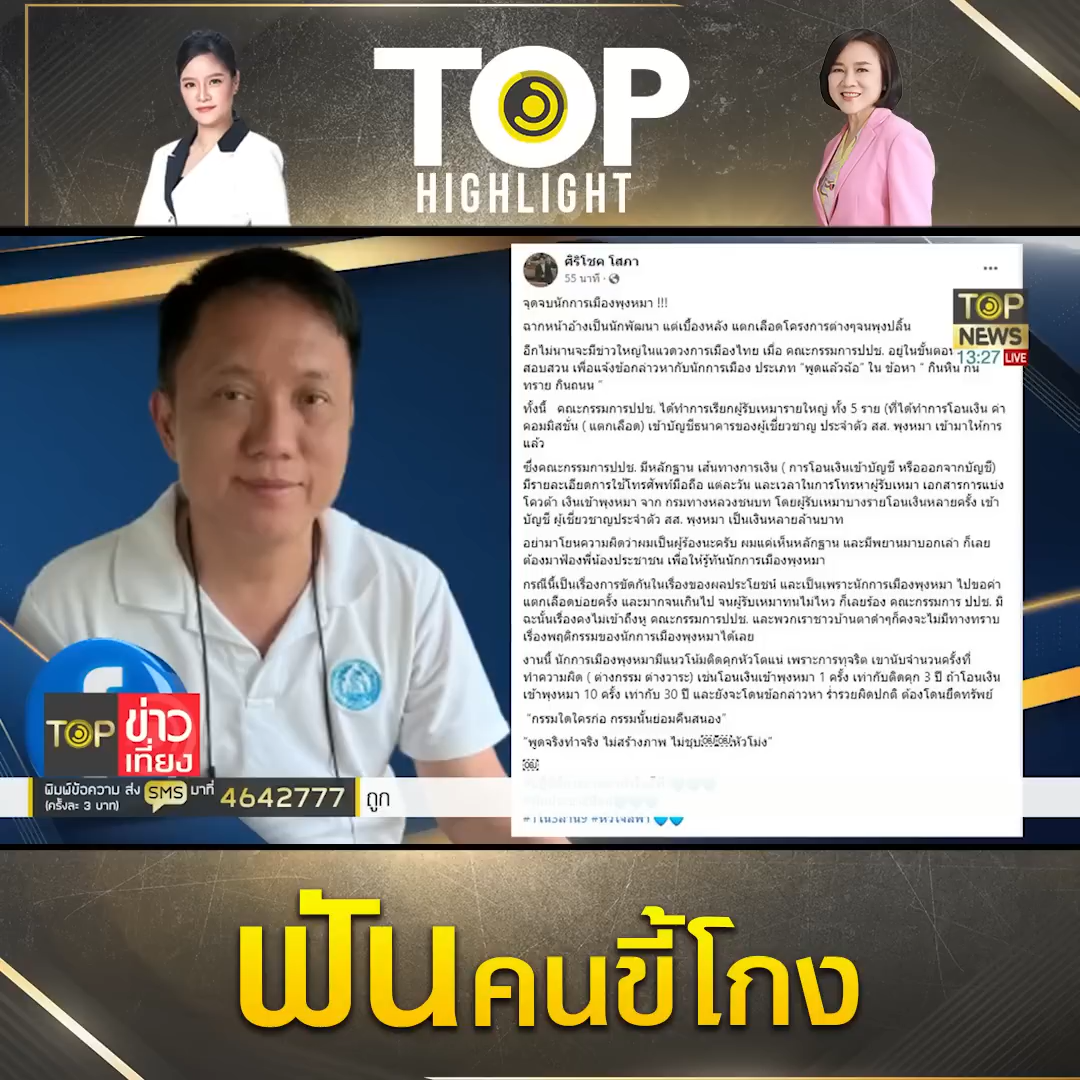 TOP
HIGHLIGHT
ศิริโชค โสภา
55 นาที ·
TOP
NEWS
13:27 LIVE
จุดจบนักการเมืองพุงหมา !!!
ฉากหน้าอ้างเป็นนักพัฒนา แต่เบื้องหลัง แดกเลือดโครงการต่างๆจนพุงปลิ้น
อีกไม่นานจะมีข่าวใหญ่ในแวดวงการเมืองไทย เมื่อ คณะกรรมการปปช. อยู่ในขั้นตอน
สอบสวน เพื่อแจ้งข้อกล่าวหากับนักการเมือง ประเภท "พูดแล้วฉ้อ" ใน ข้อหา " กินหิน กิน
ทราย กินถนน "
ทั้งนี้ คณะกรรมการปปช. ได้ทำการเรียกผู้รับเหมารายใหญ่ ทั้ง 5 ราย (ที่ได้ทำการโอนเงิน ค่า
คอมมิสชั่น ( แดกเลือด) เข้าบัญชีธนาคารของผู้เชี่ยวชาญ ประจำตัว สส. พุงหมา เข้ามาให้การ
แล้ว
ซึ่งคณะกรรมการปปช. มีหลักฐาน เส้นทางการเงิน ( การโอนเงินเข้าบัญชี หรือออกจากบัญชี)
มีรายละเอียดการใช้โทรศัพท์มือถือ แต่ละวัน และเวลาในการโทรหาผู้รับเหมา เอกสารการแบ่ง
โควต้า เงินเข้าพุงหมา จาก กรมทางหลวงชนบท โดยผู้รับเหมาบางรายโอนเงินหลายครั้ง เข้า
บัญชี ผู้เชี่ยวชาญประจำตัว สส. พุงหมา เป็นเงินหลายล้านบาท
อย่ามาโยนความผิดว่าผมเป็นผู้ร้องนะครับ ผมแค่เห็นหลักฐาน และมีพยานมาบอกเล่า ก็เลย
ต้องมาฟ้องพี่น้องประชาชน เพื่อให้รู้ทันนักการเมืองพุงหมา
กรณีนี้เป็นเรื่องการขัดกันในเรื่องของผลประโยชน์ และเป็นเพราะนักการเมืองพุงหมา ไปขอค่า
แดกเลือดบ่อยครั้ง และมากจนเกินไป จนผู้รับเหมาทนไม่ไหว ก็เลยร้อง คณะกรรมการ ปปช. มิ
ฉะนั้นเรื่องคงไม่เข้าถึงหู คณะกรรมการปปช. และพวกเราชาวบ้านตาดำๆก็คงจะไม่มีทางทราบ
เรื่องพฤติกรรมของนักการเมืองพุงหมาได้เลย
งานนี้ นักการเมืองพุงหมามีแนวโน้มติดคุกหัวโตแน่ เพราะการทุจริต เขานับจำนวนครั้งที่
ทำความผิด ( ต่างกรรม ต่างวาระ) เช่นโอนเงินเข้าพุงหมา 1 ครั้ง เท่ากับติดคุก 3 ปี ถ้าโอนเงิน
เข้าพุงหมา 10 ครั้ง เท่ากับ 30 ปี และยังจะโดนข้อกล่าวหา ร่ำรวยผิดปกติ ต้องโดนยึดทรัพย์
"กรรมใดใครก่อ กรรมนั้นย่อมคืนสนอง"
"พูดจริงทำจริง ไม่สร้างภาพ ไม่ซุบหัวโม่ง"
TOP ข่าว
เที่ยง
พิมพ์ข้อความ ส่ง SMS มาที่ 4642777 ถูก
(ครั้งละ 3 บาท)
ฟันคนขี้โกง